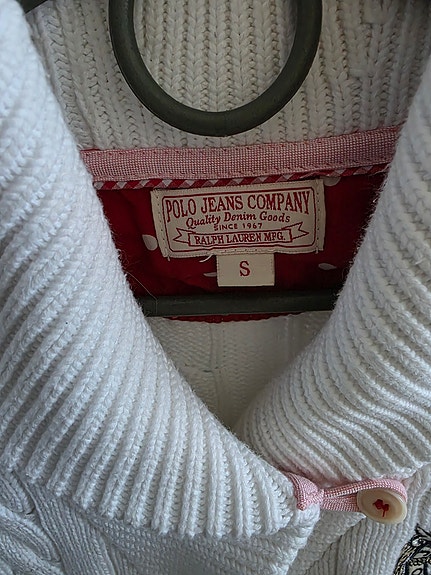 POLO JEANS COMPANY
Quality Denim Goods
SINCE 1967
RALPH LAUREN MFG.
S